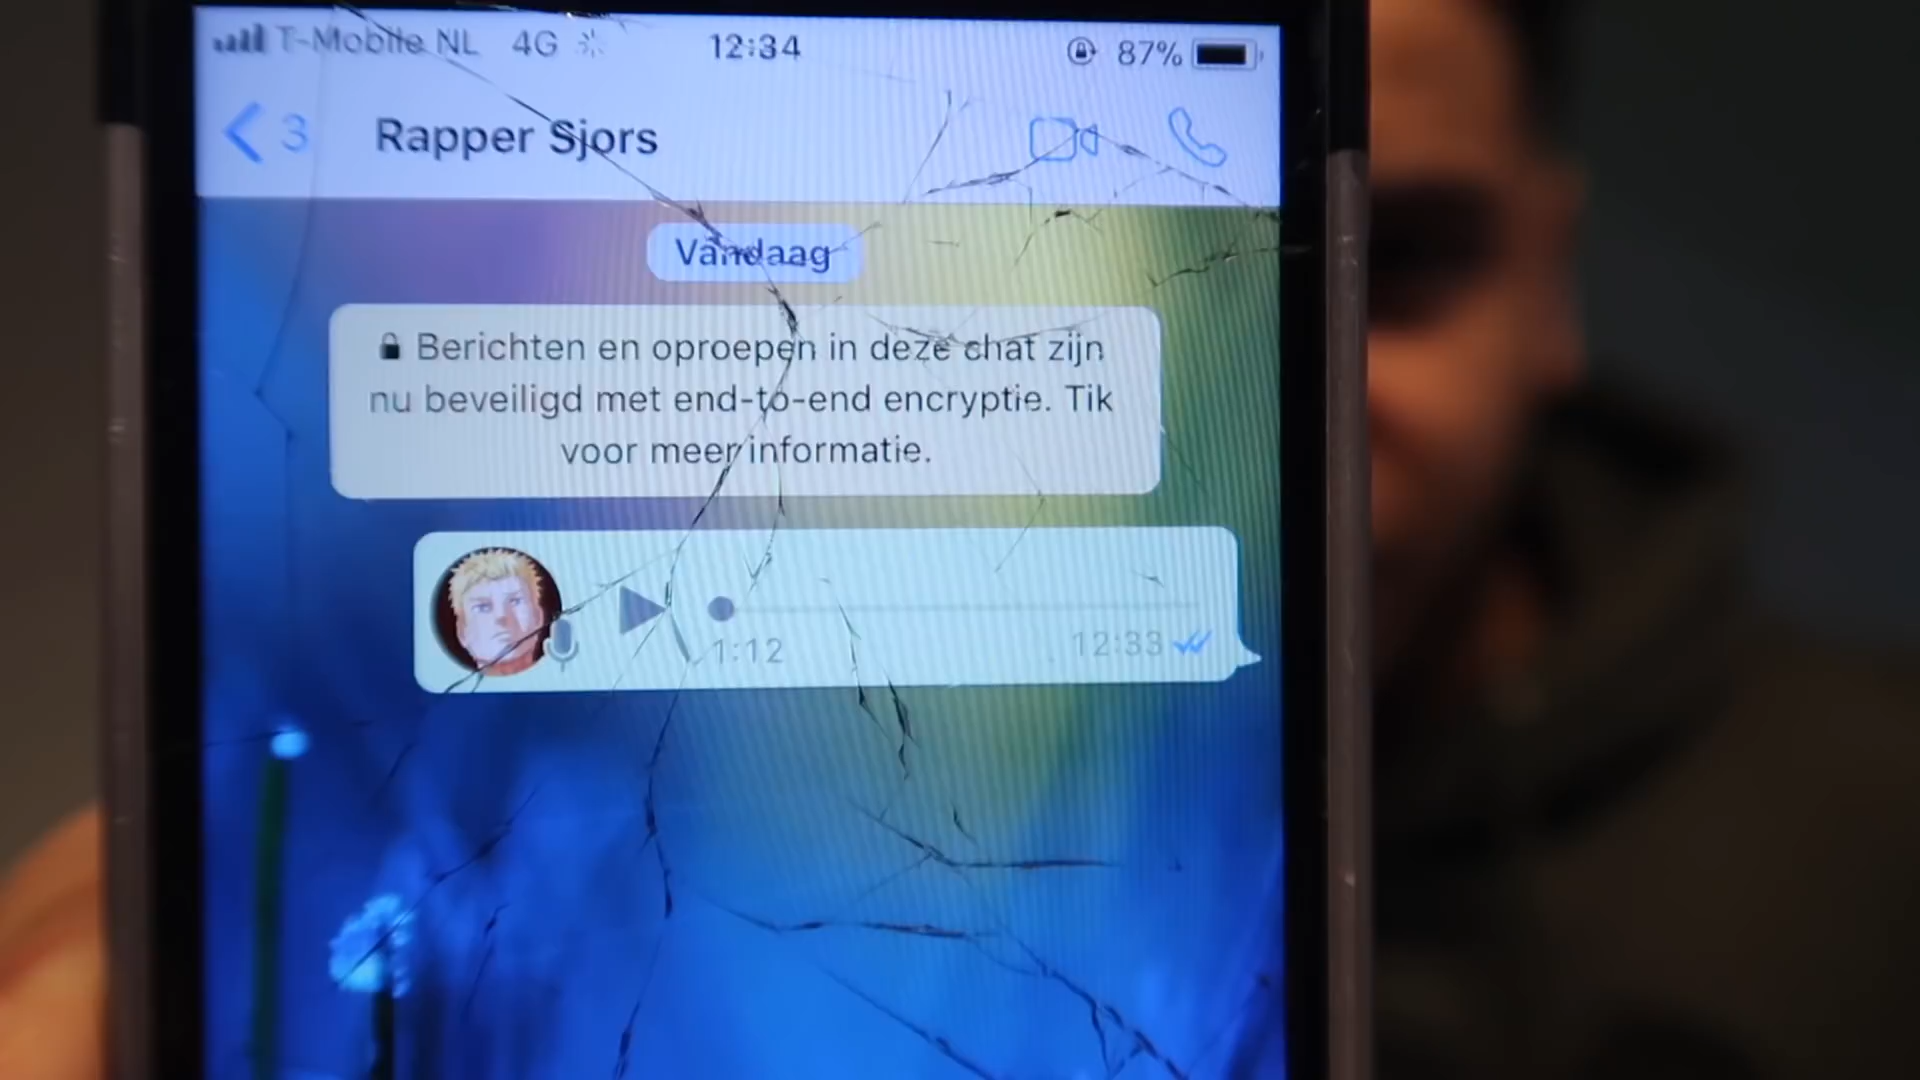 T-Mobile NL 4G 12:34 87%
3 Rapper Sjors
Vandaag
Berichten en oproepen in deze chat zijn
nu beveiligd met end-to-end encryptie. Tik
voor meer informatie.
1:12 12:33